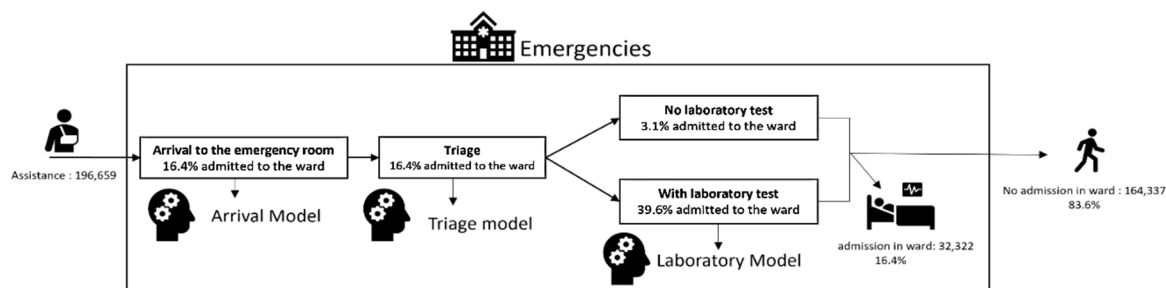 Emergencies
Assistance : 196,659
Arrival to the emergency room
16.4% admitted to the ward
Arrival Model
Triage
16.4% admitted to the ward
Triage model
No laboratory test
3.1% admitted to the ward
With laboratory test
39.6% admitted to the ward
Laboratory Model
admission in ward: 32,322
16.4%
No admission in ward : 164,337
83.6%